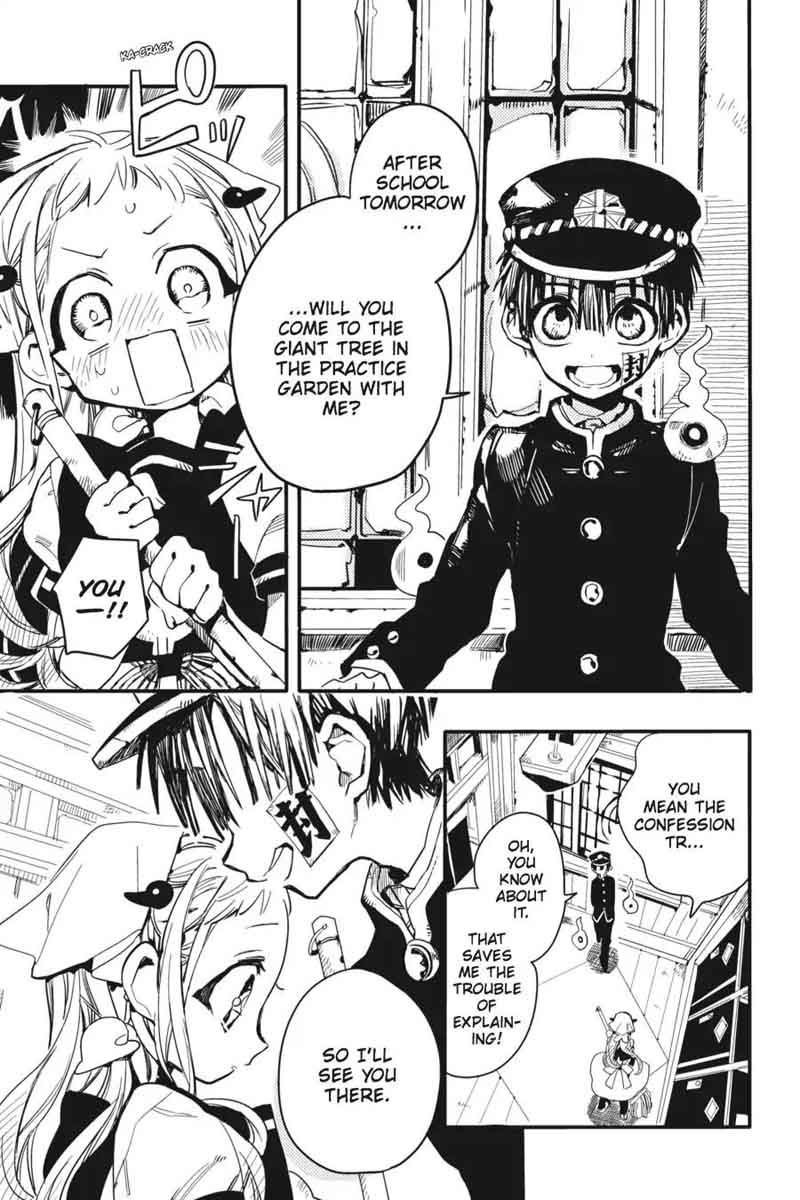 AFTER
SCHOOL
TOMORROW
...
...WILL YOU
COME TO THE
GIANT TREE IN
THE PRACTICE
GARDEN WITH
ME?
封
KA-CRACK
ピッ
YOU
—!!
YOU
MEAN THE
CONFESSION
TR...
OH,
YOU
KNOW
ABOUT
IT.
THAT
SAVES
ME THE
TROUBLE
OF
EXPLAIN-
ING!
封
SO I'LL
SEE YOU
THERE.